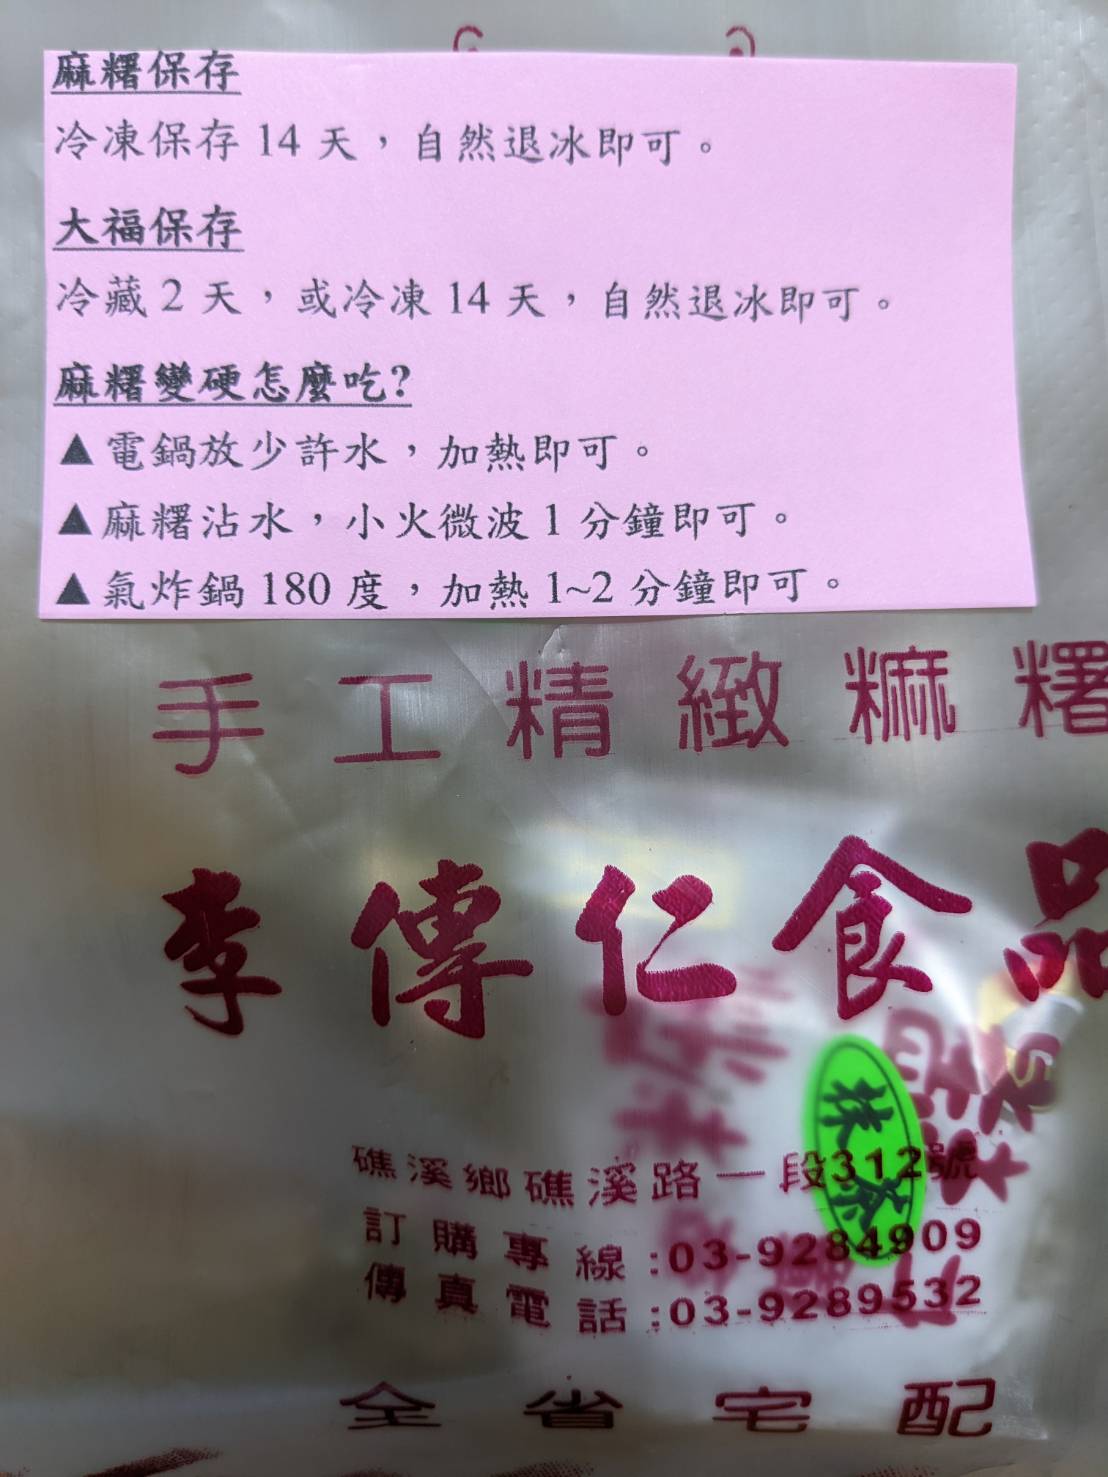 麻糬保存
冷凍保存 14 天，自然退冰即可。
大福保存
冷藏 2 天，或冷凍 14 天，自然退冰即可。
麻糬變硬怎麼吃?
▲電鍋放少許水，加熱即可。
▲麻糬沾水，小火微波 1 分鐘即可。
▲氣炸鍋 180 度，加熱 1~2 分鐘即可。
手工精緻糜糬
李傳仁食品
抹茶
礁溪鄉礁溪路一段312號
訂購專線:03-9284909
傳真電話:03-9289532
全省宅配